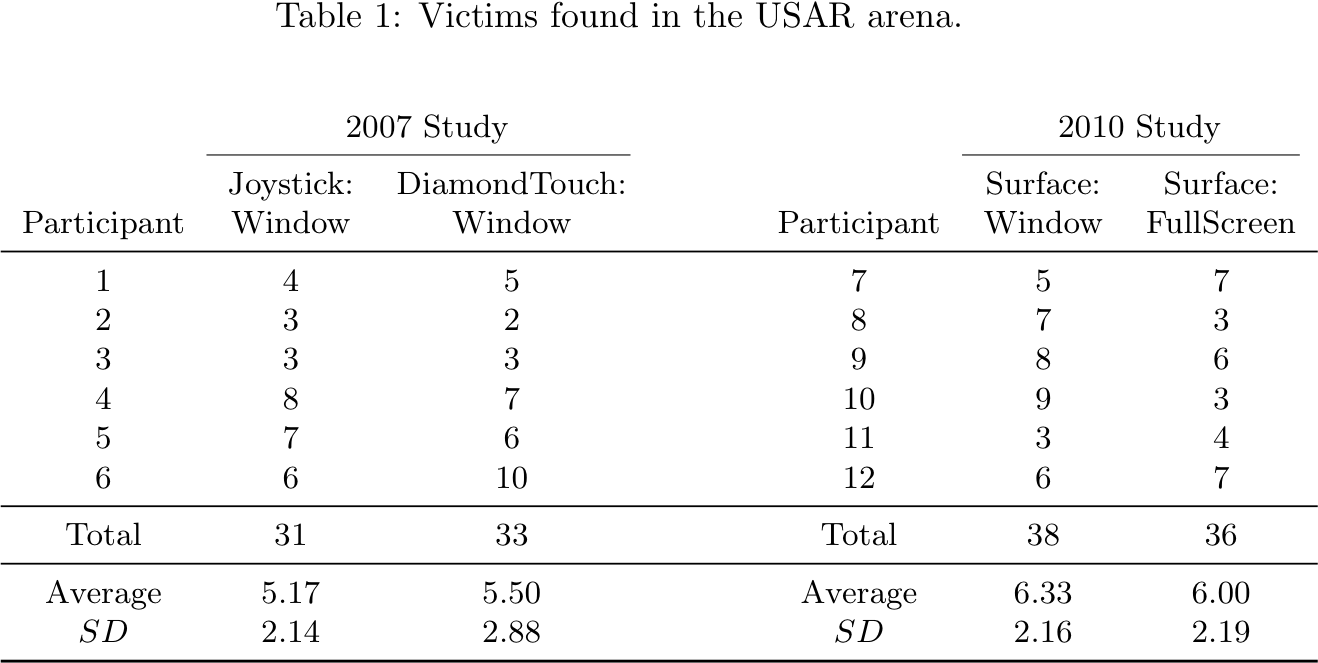 Table 1: Victims found in the USAR arena.
2007 Study 2010 Study
Joystick: DiamondTouch: Surface: Surface:
Participant Window Window Participant Window FullScreen
1 4 5 7 5 7
2 3 2 8 7 3
3 3 3 9 8 6
4 8 7 10 9 3
5 7 6 11 3 4
6 6 10 12 6 7
Total 31 33 Total 38 36
Average 5.17 5.50 Average 6.33 6.00
SD 2.14 2.88 SD 2.16 2.19